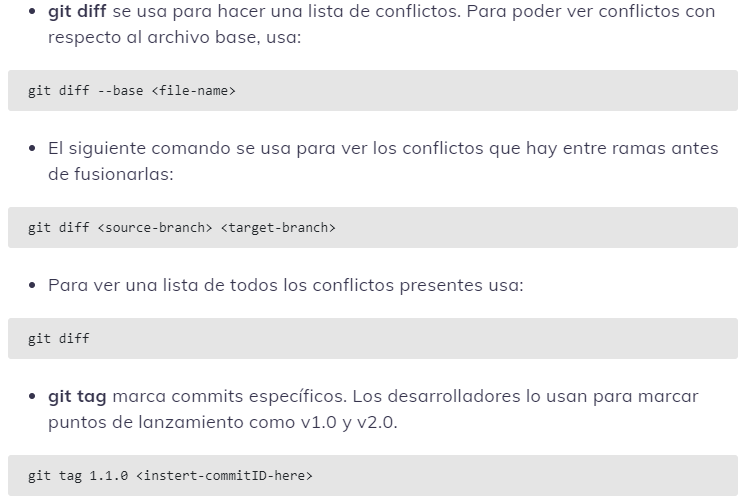 • git diff se usa para hacer una lista de conflictos. Para poder ver conflictos con
respecto al archivo base, usa:
git diff --base <file-name>
• El siguiente comando se usa para ver los conflictos que hay entre ramas antes
de fusionarlas:
git diff <source-branch> <target-branch>
• Para ver una lista de todos los conflictos presentes usa:
git diff
• git tag marca commits específicos. Los desarrolladores lo usan para marcar
puntos de lanzamiento como v1.0 y v2.0.
git tag 1.1.0 <instert-commitID-here>